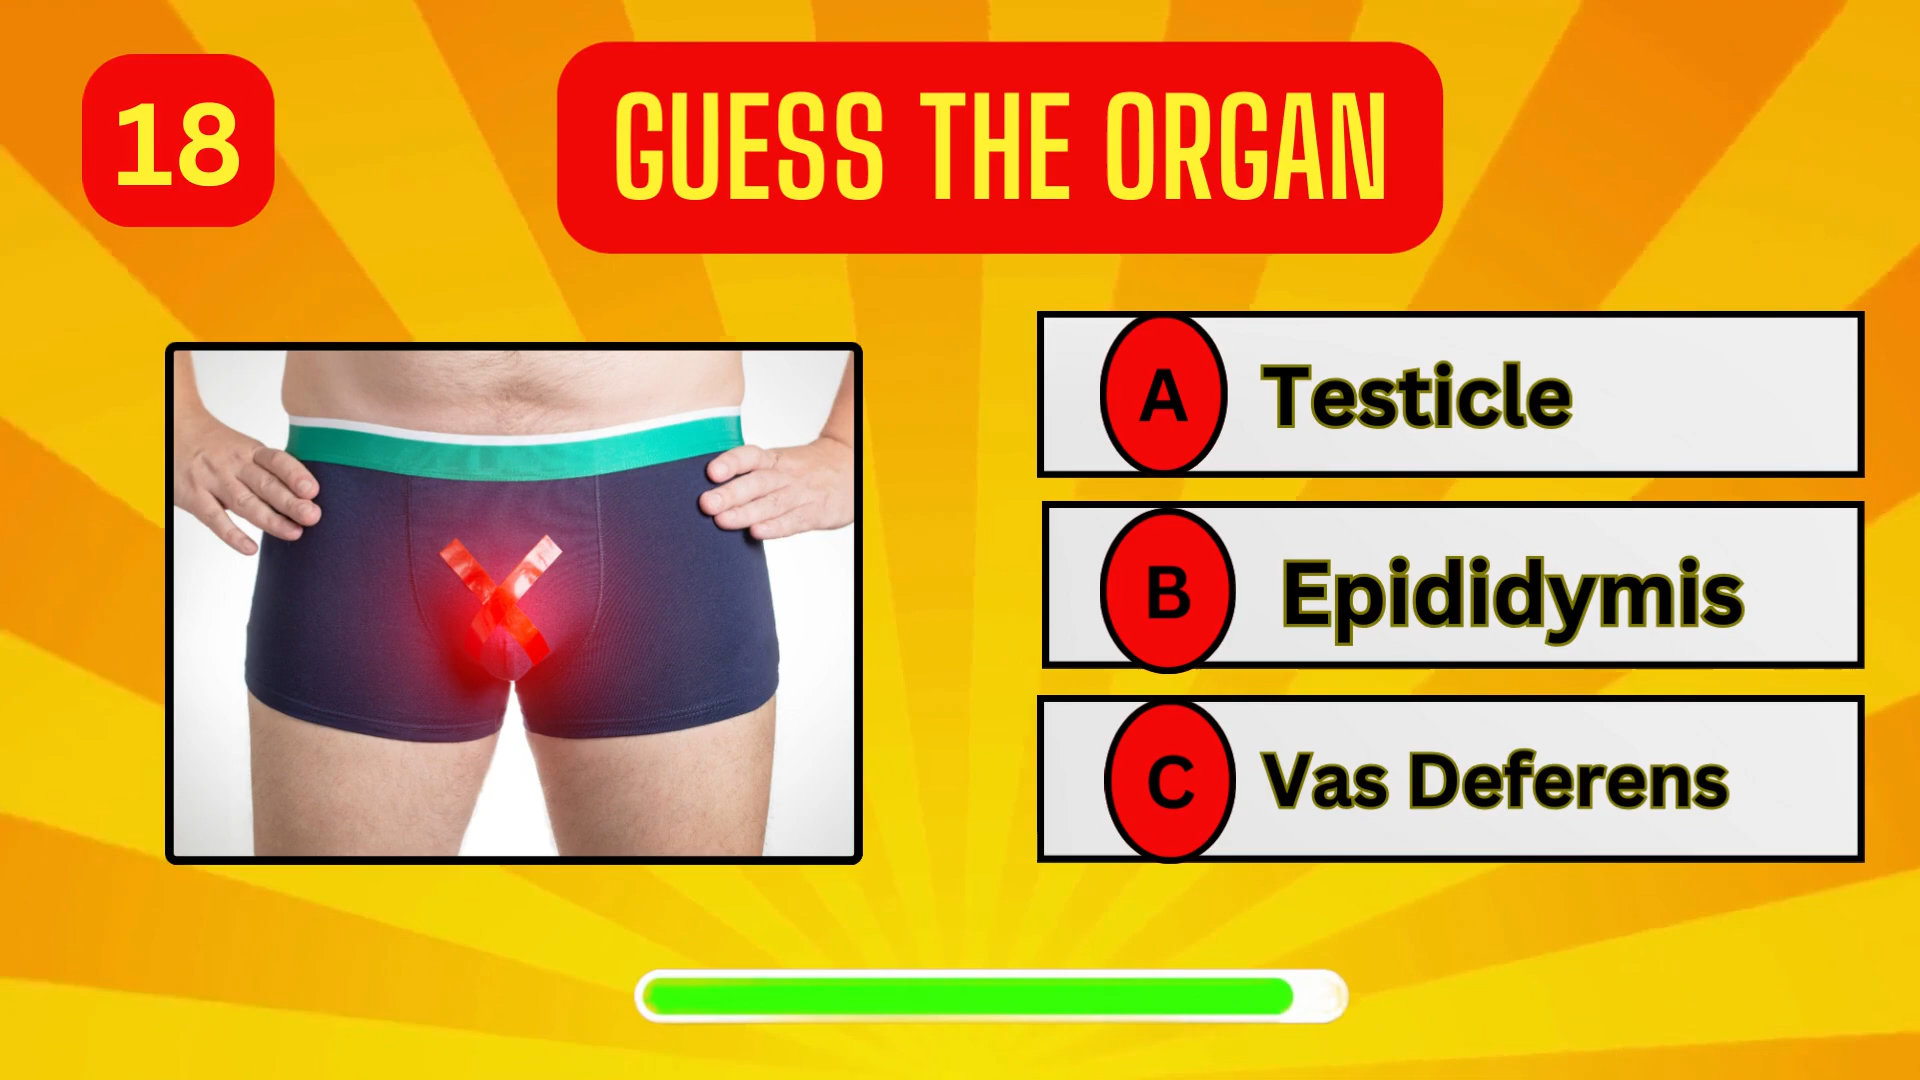 18
GUESS THE ORGAN
A Testicle
B Epididymis
C Vas Deferens